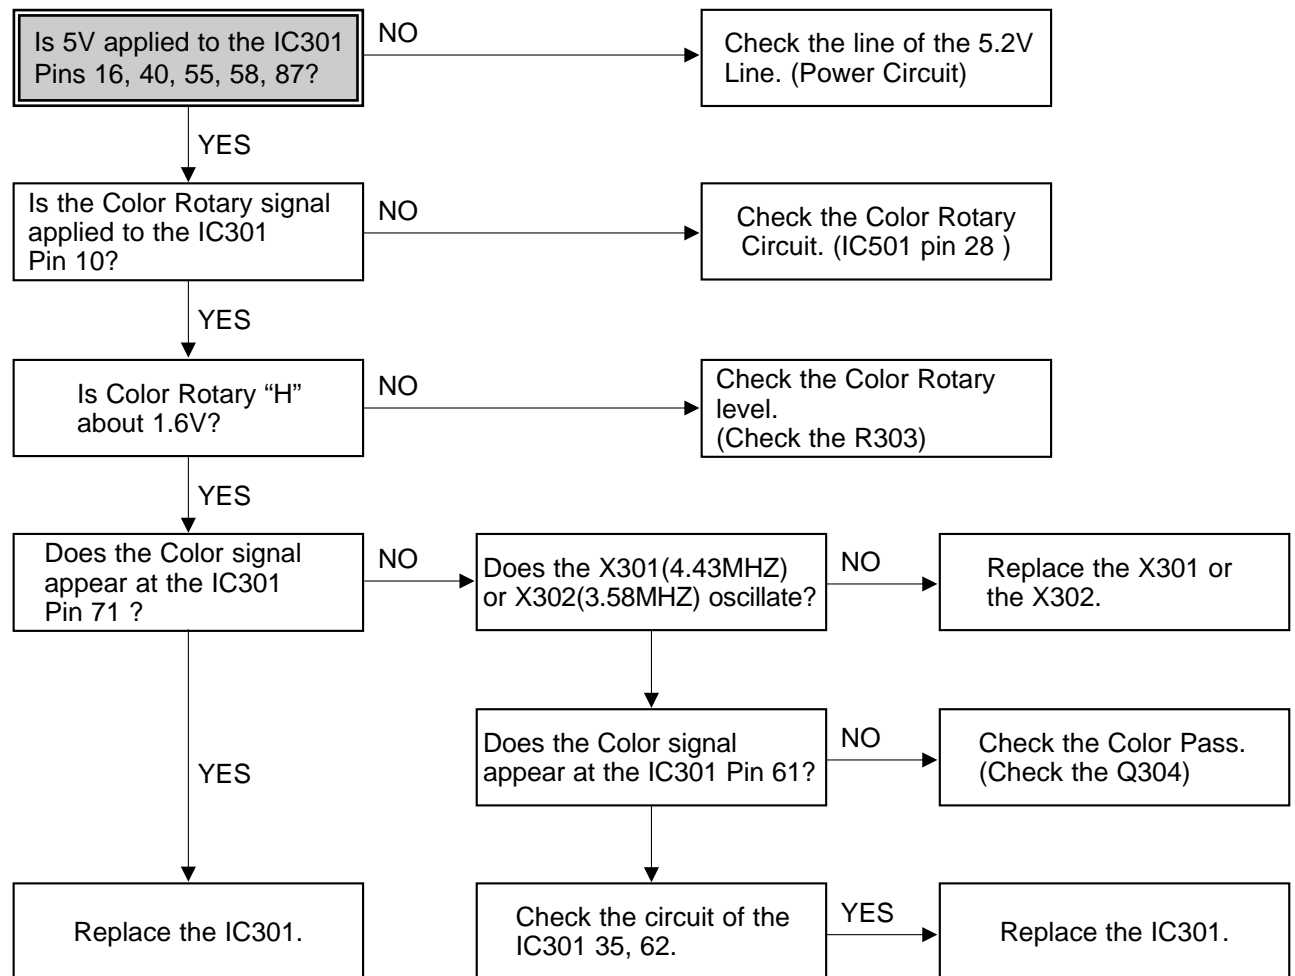 Is 5V applied to the IC301
Pins 16, 40, 55, 58, 87?
NO
Check the line of the 5.2V
Line. (Power Circuit)
YES
Is the Color Rotary signal
applied to the IC301
Pin 10?
NO
Check the Color Rotary
Circuit. (IC501 pin 28 )
YES
Is Color Rotary “H”
about 1.6V?
NO
Check the Color Rotary
level.
(Check the R303)
YES
Does the Color signal
appear at the IC301
Pin 71 ?
NO
Does the X301(4.43MHZ)
or X302(3.58MHZ) oscillate?
NO
Replace the X301 or
the X302.
Does the Color signal
appear at the IC301 Pin 61?
NO
Check the Color Pass.
(Check the Q304)
YES
Replace the IC301.
Check the circuit of the
IC301 35, 62.
YES
Replace the IC301.